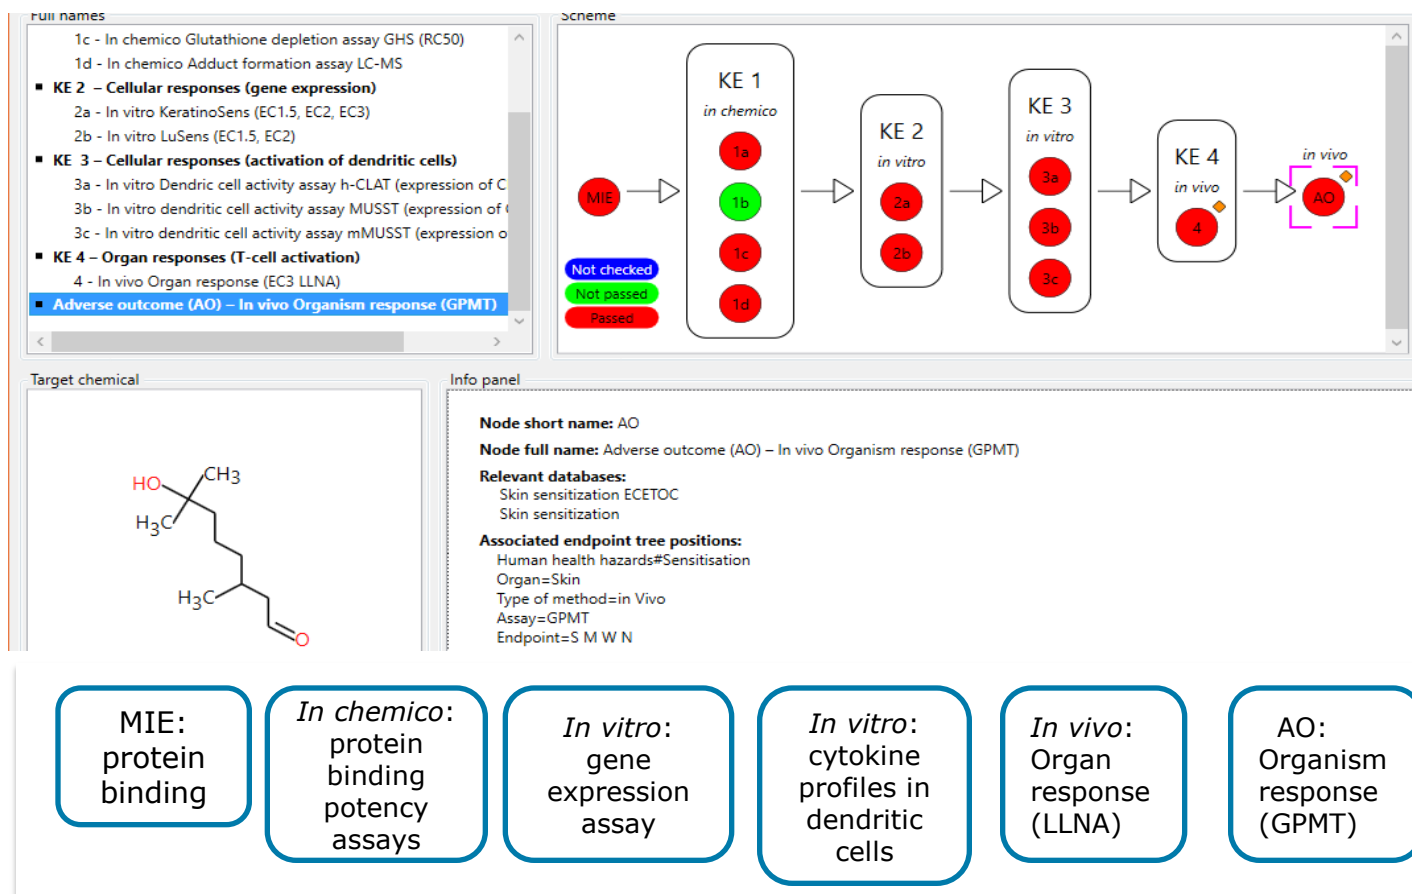 Full names
1c - In chemico Glutathione depletion assay GHS (RC50)
1d - In chemico Adduct formation assay LC-MS
KE 2 – Cellular responses (gene expression)
2a - In vitro KeratinoSens (EC1.5, EC2, EC3)
2b - In vitro LuSens (EC1.5, EC2)
KE 3 – Cellular responses (activation of dendritic cells)
3a - In vitro Dendric cell activity assay h-CLAT (expression of C
3b - In vitro dendritic cell activity assay MUSST (expression of
3c - In vitro dendritic cell activity assay mMUSST (expression o
KE 4 – Organ responses (T-cell activation)
4 - In vivo Organ response (EC3 LLNA)
Adverse outcome (AO) – In vivo Organism response (GPMT)
Scheme
MIE
KE 1
in chemico
1a
1b
1c
1d
KE 2
in vitro
2a
2b
KE 3
in vitro
3a
3b
3c
KE 4
in vivo
4
in vivo
AO
Not checked
Not passed
Passed
Target chemical
HO
CH3
H3C
H3C
O
Info panel
Node short name: AO
Node full name: Adverse outcome (AO) – In vivo Organism response (GPMT)
Relevant databases:
Skin sensitization ECETOC
Skin sensitization
Associated endpoint tree positions:
Human health hazards#Sensitisation
Organ=Skin
Type of method=in Vivo
Assay=GPMT
Endpoint=S M W N
MIE:
protein
binding
In chemico:
protein
binding
potency
assays
In vitro:
gene
expression
assay
In vitro:
cytokine
profiles in
dendritic
cells
In vivo:
Organ
response
(LLNA)
AO:
Organism
response
(GPMT)